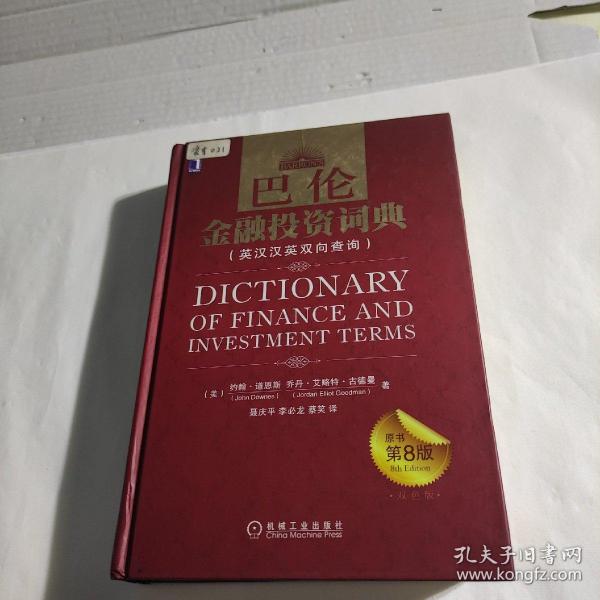 BARRON'S
巴伦
金融投资词典
(英汉汉英双向查询)
DICTIONARY
OF FINANCE AND
INVESTMENT TERMS
(美) 约翰·道恩斯 乔丹·艾略特·古德曼 著
(John Downes) (Jordan Elliot Goodman)
聂庆平 李必龙 蔡笑 译
原书
第8版
8th Edition
·双色版·
机械工业出版社
China Machine Press
孔夫子旧书网
www.kongfz.com